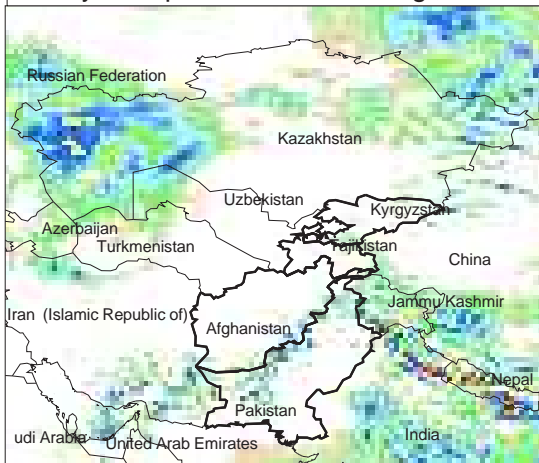 Russian Federation
Kazakhstan
Uzbekistan
Kyrgyzstan
Azerbaijan
Turkmenistan
Tajikistan
China
Iran (Islamic Republic of)
Jammu Kashmir
Afghanistan
Nepal
Pakistan
udi Arabia
United Arab Emirates
India